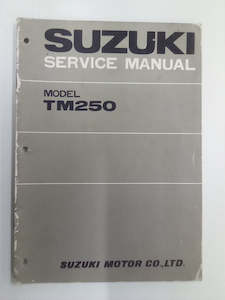 SUZUKI
SERVICE MANUAL
MODEL
TM250
SUZUKI MOTOR CO.,LTD.